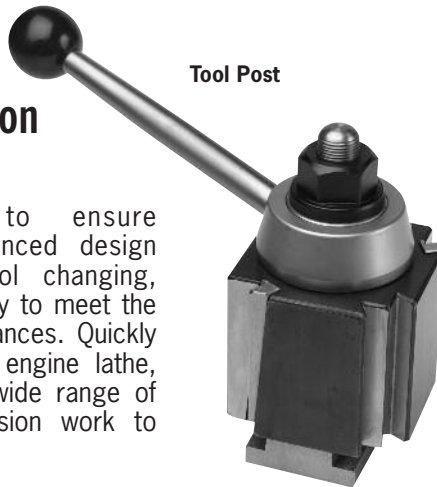 Tool Post
on
to ensure
nced design
ol changing,
y to meet the
ances. Quickly
engine lathe,
wide range of
sion work to